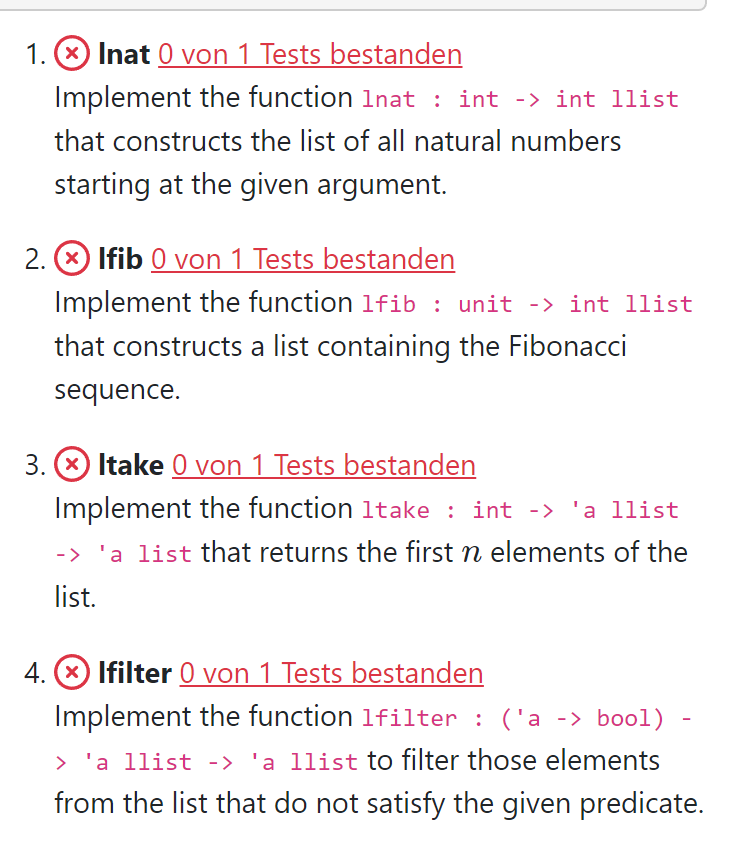 1. lnat 0 von 1 Tests bestanden
Implement the function lnat : int -> int llist
that constructs the list of all natural numbers
starting at the given argument.
2. lfib 0 von 1 Tests bestanden
Implement the function lfib : unit -> int llist
that constructs a list containing the Fibonacci
sequence.
3. ltake 0 von 1 Tests bestanden
Implement the function ltake : int -> 'a llist
-> 'a list that returns the first n elements of the
list.
4. lfilter 0 von 1 Tests bestanden
Implement the function lfilter : ('a -> bool) -
> 'a llist -> 'a llist to filter those elements
from the list that do not satisfy the given predicate.